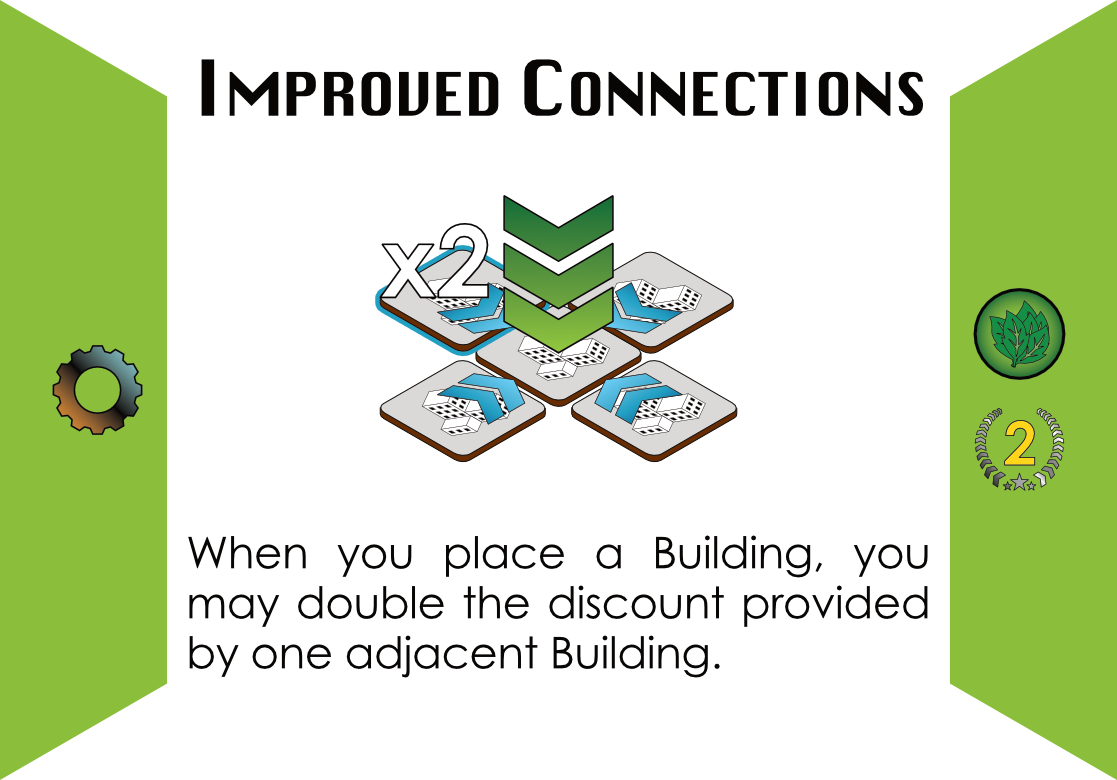 IMPROVED CONNECTIONS
x2
2
When you place a Building, you
may double the discount provided
by one adjacent Building.